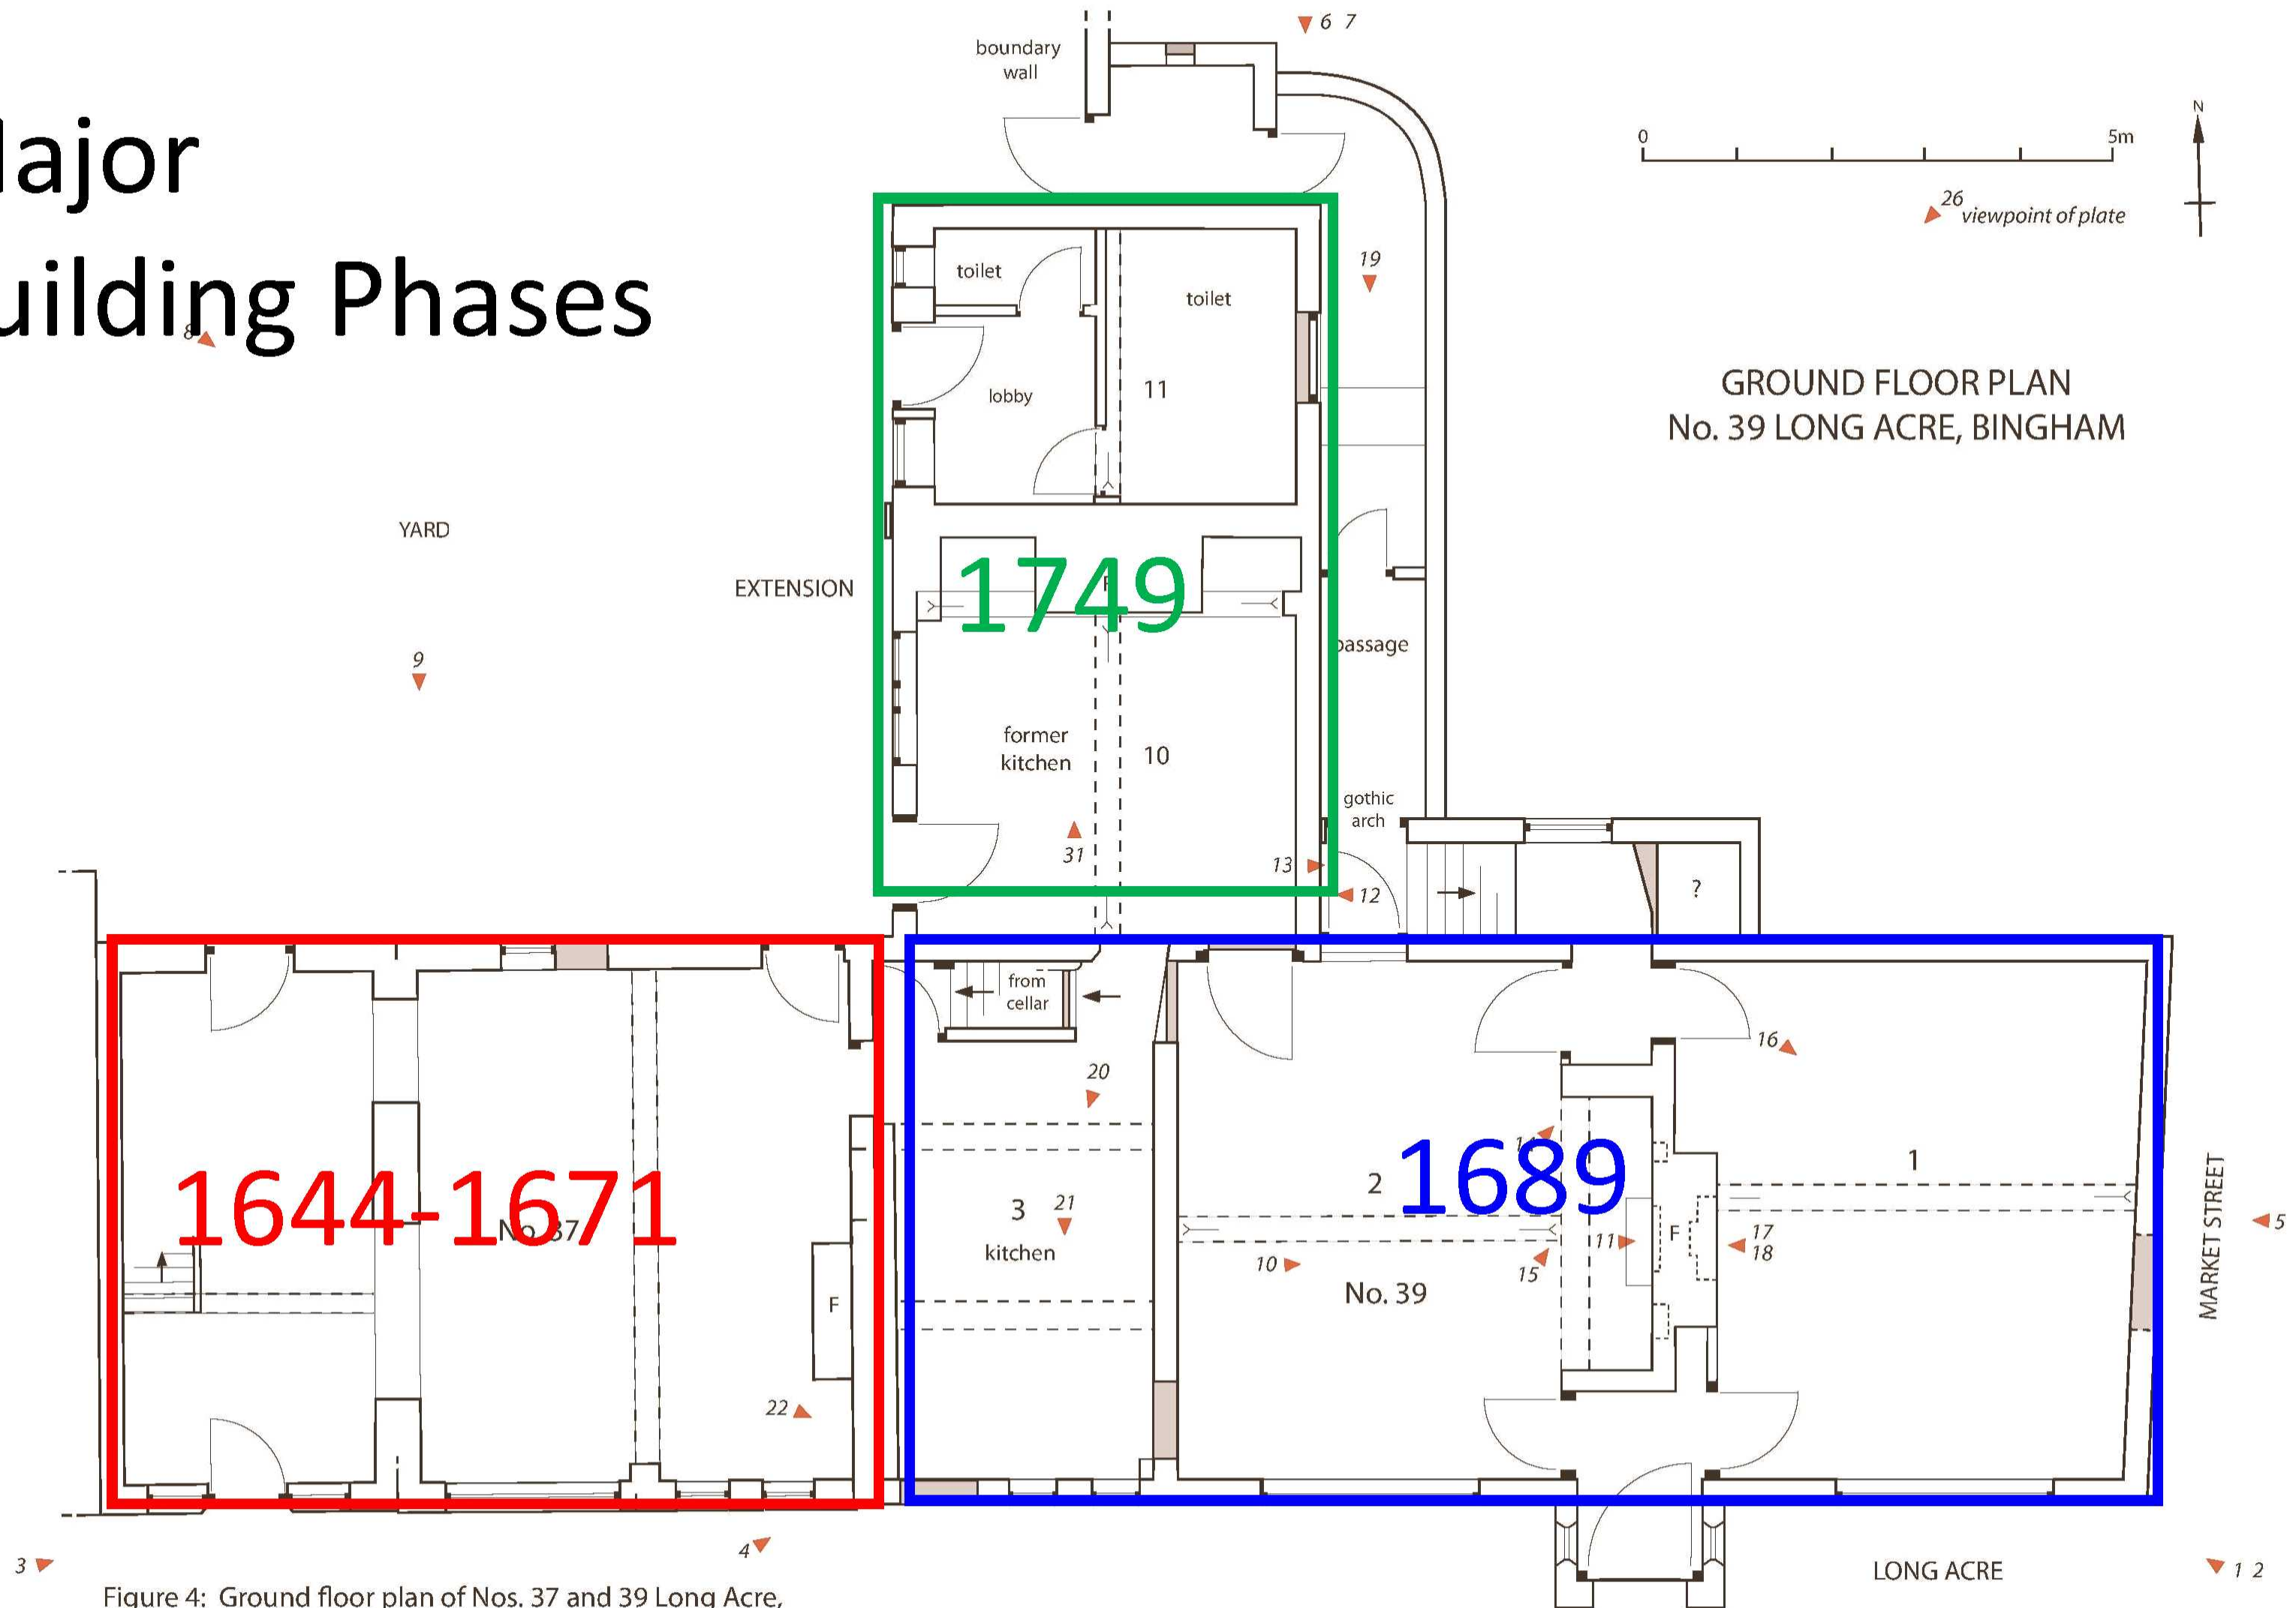 ajor
uilding Phases
boundary
wall
6 7
0 5m
N
26 viewpoint of plate
GROUND FLOOR PLAN
No. 39 LONG ACRE, BINGHAM
8
19
toilet
toilet
lobby
11
YARD
EXTENSION
1749
9
passage
former
kitchen
10
31
gothic
arch
13
12
?
from
cellar
16
20
1644-1671
No. 37
F
22
3
21
kitchen
1689
2
10
No. 39
14
15
11
F
17
18
1
MARKET STREET
5
3
4
LONG ACRE
1 2
Figure 4: Ground floor plan of Nos. 37 and 39 Long Acre,